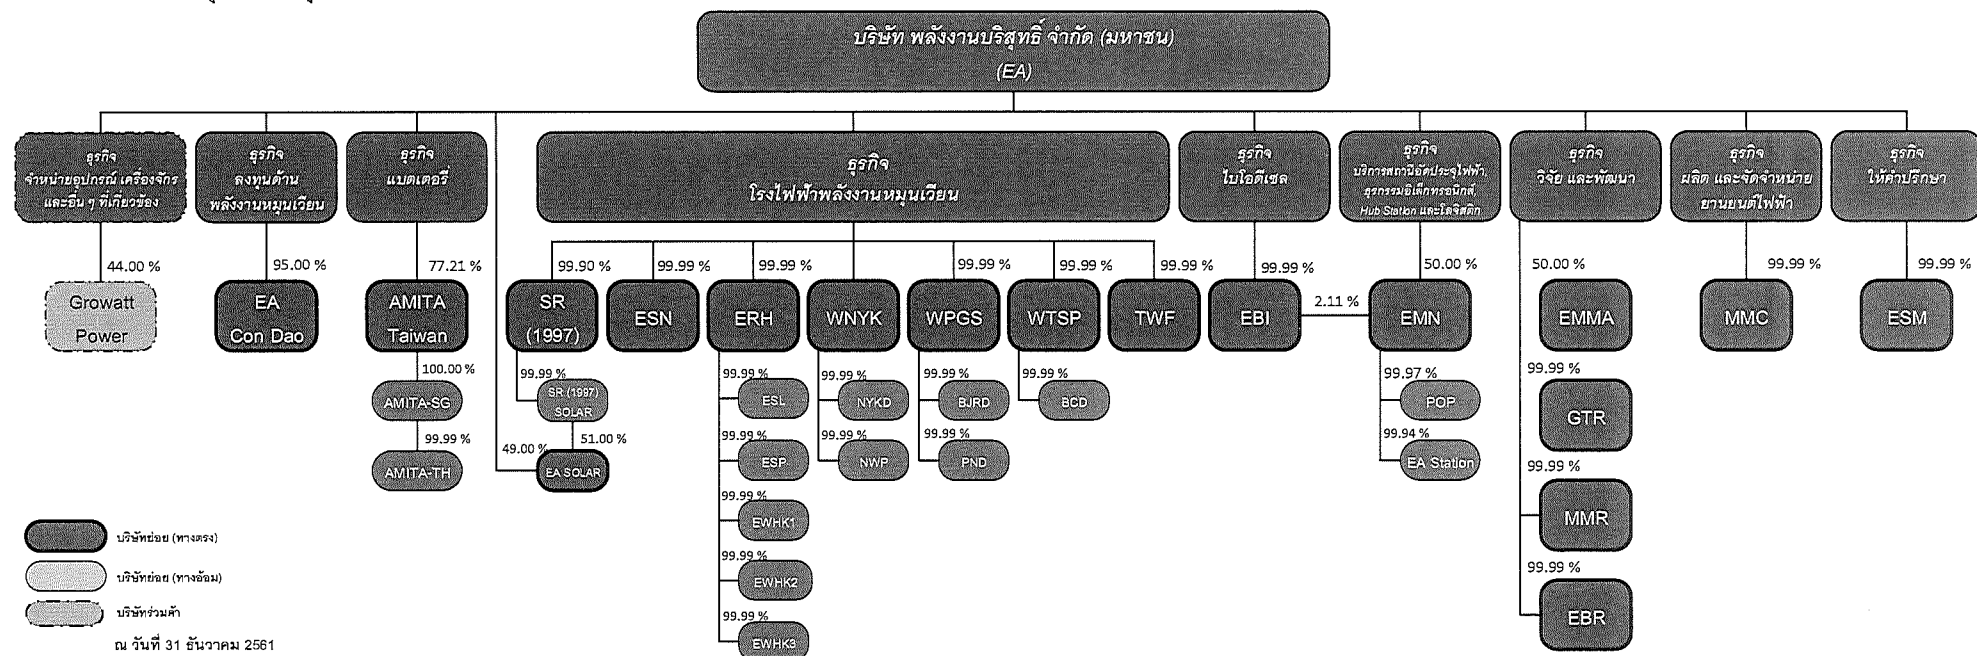 บริษัท พลังงานบริสุทธิ์ จำกัด (มหาชน)
(EA)
ธุรกิจ
จำหน่ายอุปกรณ์ เครื่องจักร
และอื่น ๆ ที่เกี่ยวข้อง
ธุรกิจ
ลงทุนด้าน
พลังงานหมุนเวียน
ธุรกิจ
แบตเตอรี่
ธุรกิจ
โรงไฟฟ้าพลังงานหมุนเวียน
ธุรกิจ
ไบโอดีเซล
ธุรกิจ
บริการสถานีอัดประจุไฟฟ้า,
ธุรกรรมอิเล็กทรอนิกส์,
Hub Station และโลจิสติก
ธุรกิจ
วิจัย และพัฒนา
ธุรกิจ
ผลิต และจัดจำหน่าย
ยานยนต์ไฟฟ้า
ธุรกิจ
ให้คำปรึกษา
44.00 %
95.00 %
77.21 %
99.90 %
99.99 %
99.99 %
99.99 %
99.99 %
99.99 %
99.99 %
50.00 %
50.00 %
99.99 %
99.99 %
Growatt
Power
EA
Con Dao
AMITA
Taiwan
SR
(1997)
ESN
ERH
WNYK
WPGS
WTSP
TWF
EBI
2.11 %
EMN
EMMA
MMC
ESM
100.00 %
AMITA-SG
99.99 %
AMITA-TH
99.99 %
SR (1997)
SOLAR
49.00 %
51.00 %
EA SOLAR
99.99 %
ESL
99.99 %
ESP
99.99 %
EWHK1
99.99 %
EWHK2
99.99 %
EWHK3
99.99 %
NYKD
99.99 %
NWP
99.99 %
BJRD
99.99 %
PND
99.99 %
BCD
99.97 %
POP
99.94 %
EA Station
99.99 %
GTR
99.99 %
MMR
99.99 %
EBR
บริษัทย่อย (ทางตรง)
บริษัทย่อย (ทางอ้อม)
บริษัทร่วมค้า
ณ วันที่ 31 ธันวาคม 2561